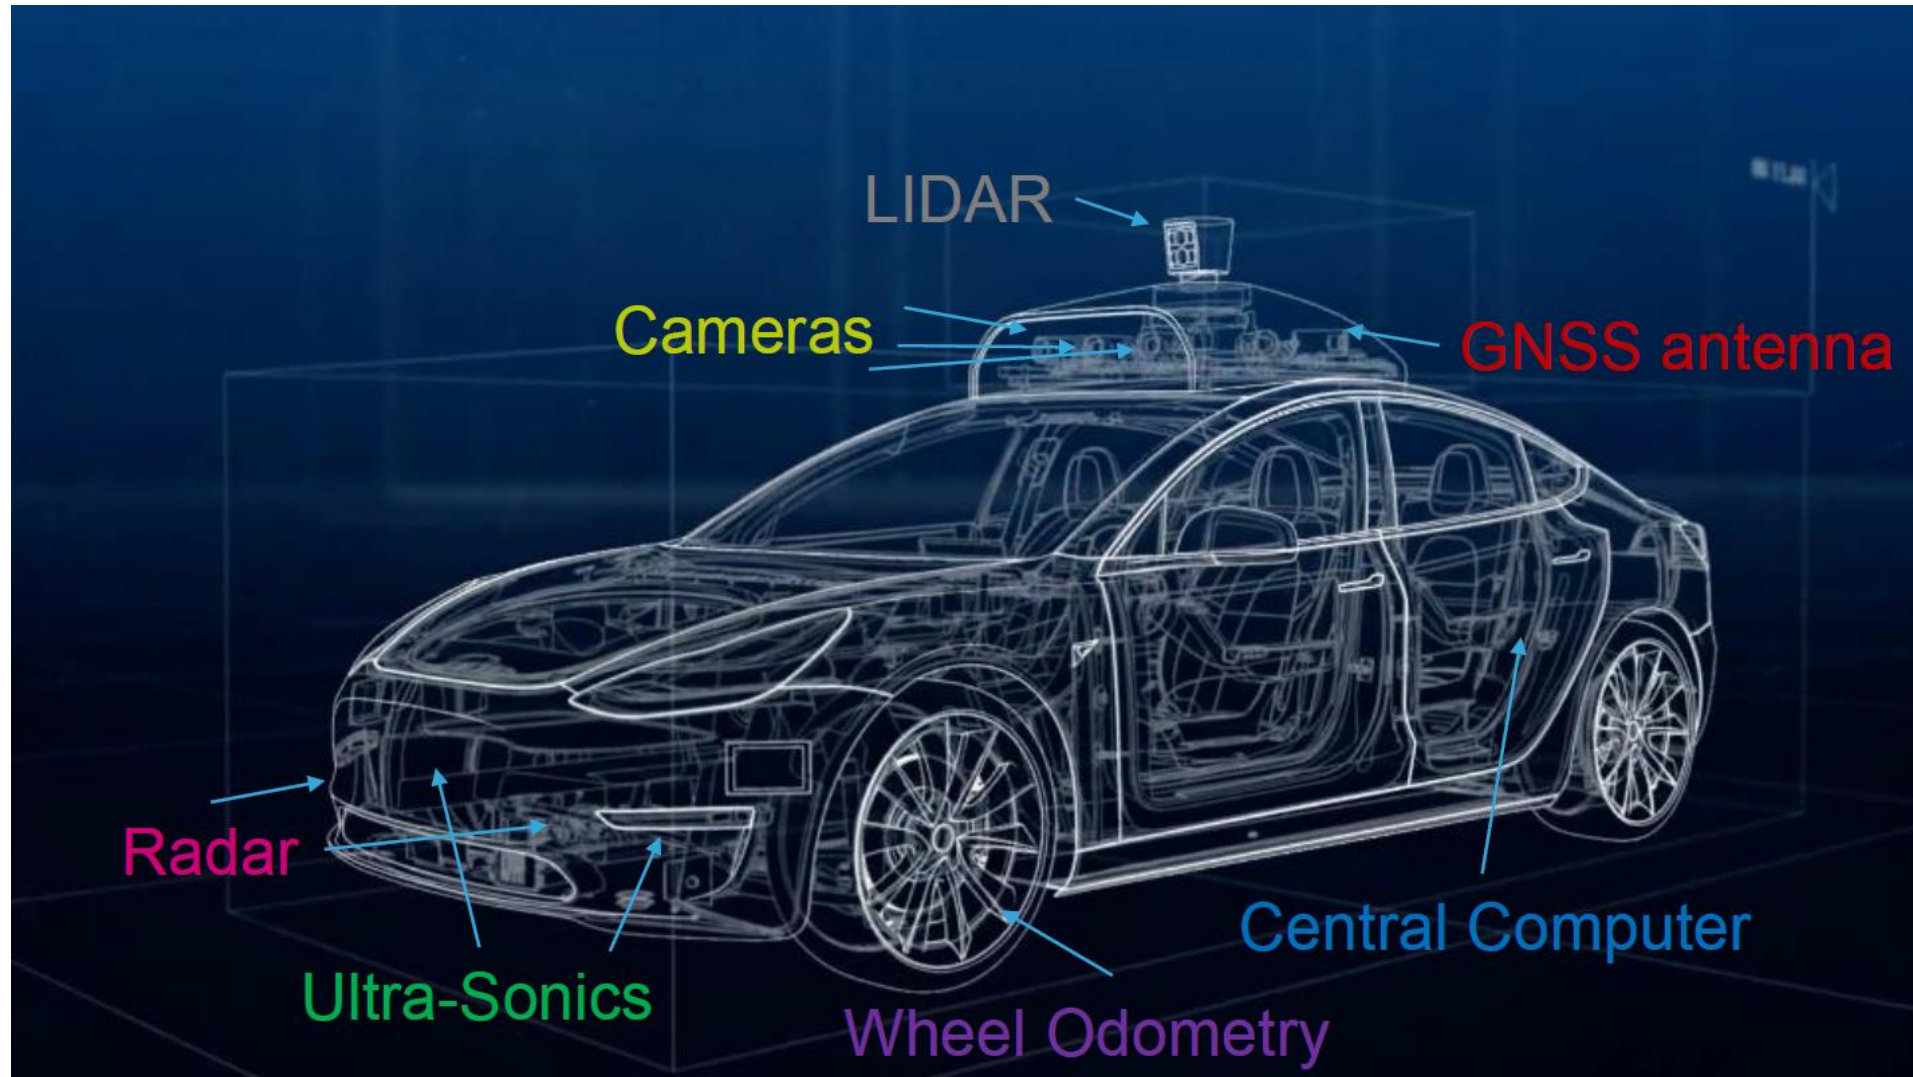 LIDAR
Cameras
GNSS antenna
Radar
Central Computer
Ultra-Sonics
Wheel Odometry